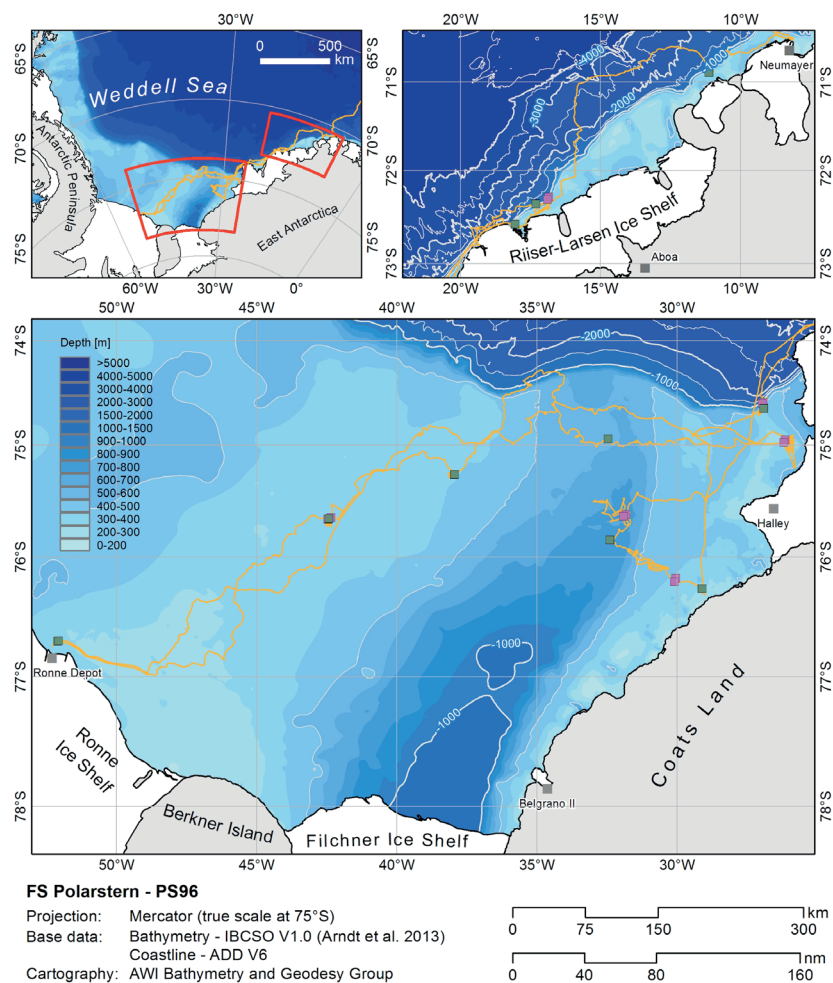 30°W
0 500
km
65°S
65°S
Weddell Sea
70°S
70°S
Antarctic Peninsula
East Antarctica
75°S
75°S
60°W 30°W 0°
20°W 15°W 10°W
-4000
-1000
Neumayer
71°S
71°S
-3000
-2000
72°S
72°S
Riiser-Larsen Ice Shelf
Aboa
73°S
73°S
20°W 15°W 10°W
50°W 45°W 40°W 35°W 30°W
74°S
74°S
Depth [m]
>5000
4000-5000
3000-4000
2000-3000
1500-2000
1000-1500
900-1000
800-900
700-800
600-700
500-600
400-500
300-400
200-300
0-200
-2000
-1000
75°S
75°S
Halley
76°S
76°S
-1000
Ronne Depot
77°S
77°S
-1000
Coats Land
Ronne
Ice Shelf
78°S
78°S
Belgrano II
Berkner Island
Filchner Ice Shelf
50°W 45°W 40°W 35°W 30°W
FS Polarstern - PS96
Projection: Mercator (true scale at 75°S)
Base data: Bathymetry - IBCSO V1.0 (Arndt et al. 2013)
Coastline - ADD V6
Cartography: AWI Bathymetry and Geodesy Group
km
0 75 150 300
nm
0 40 80 160